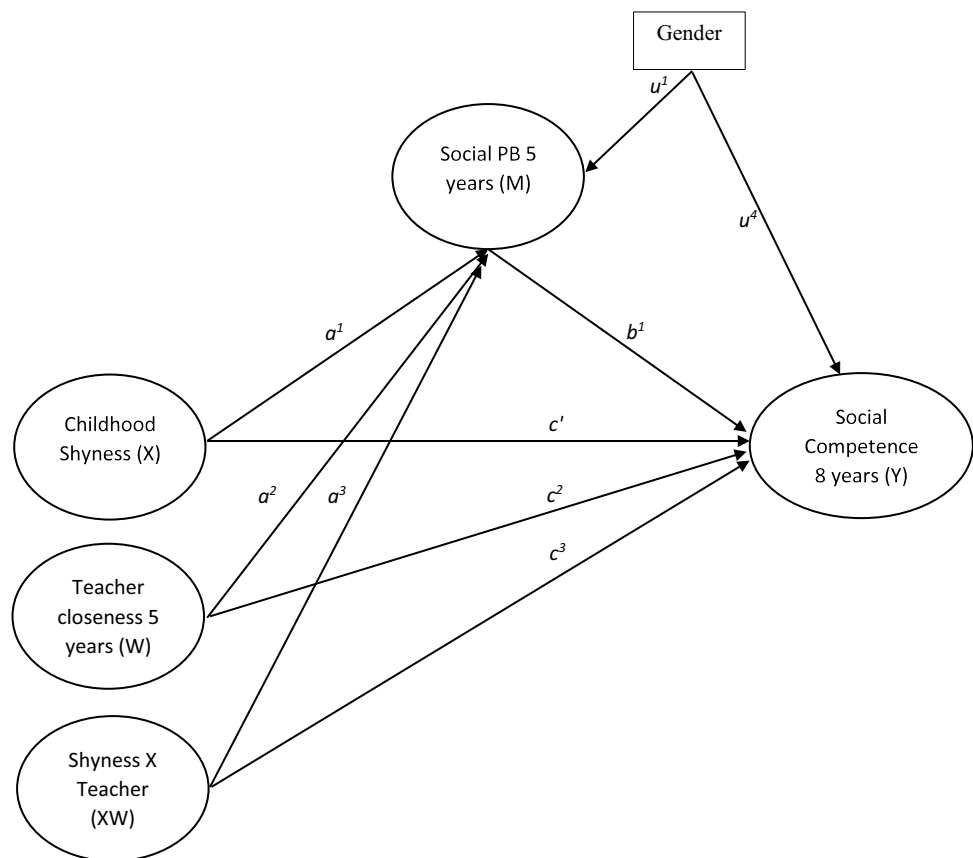 Gender
u¹
Social PB 5
years (M)
u⁴
a¹
b¹
Childhood
Shyness (X)
c'
Social
Competence
8 years (Y)
a²
a³
c²
c³
Teacher
closeness 5
years (W)
Shyness X
Teacher
(XW)